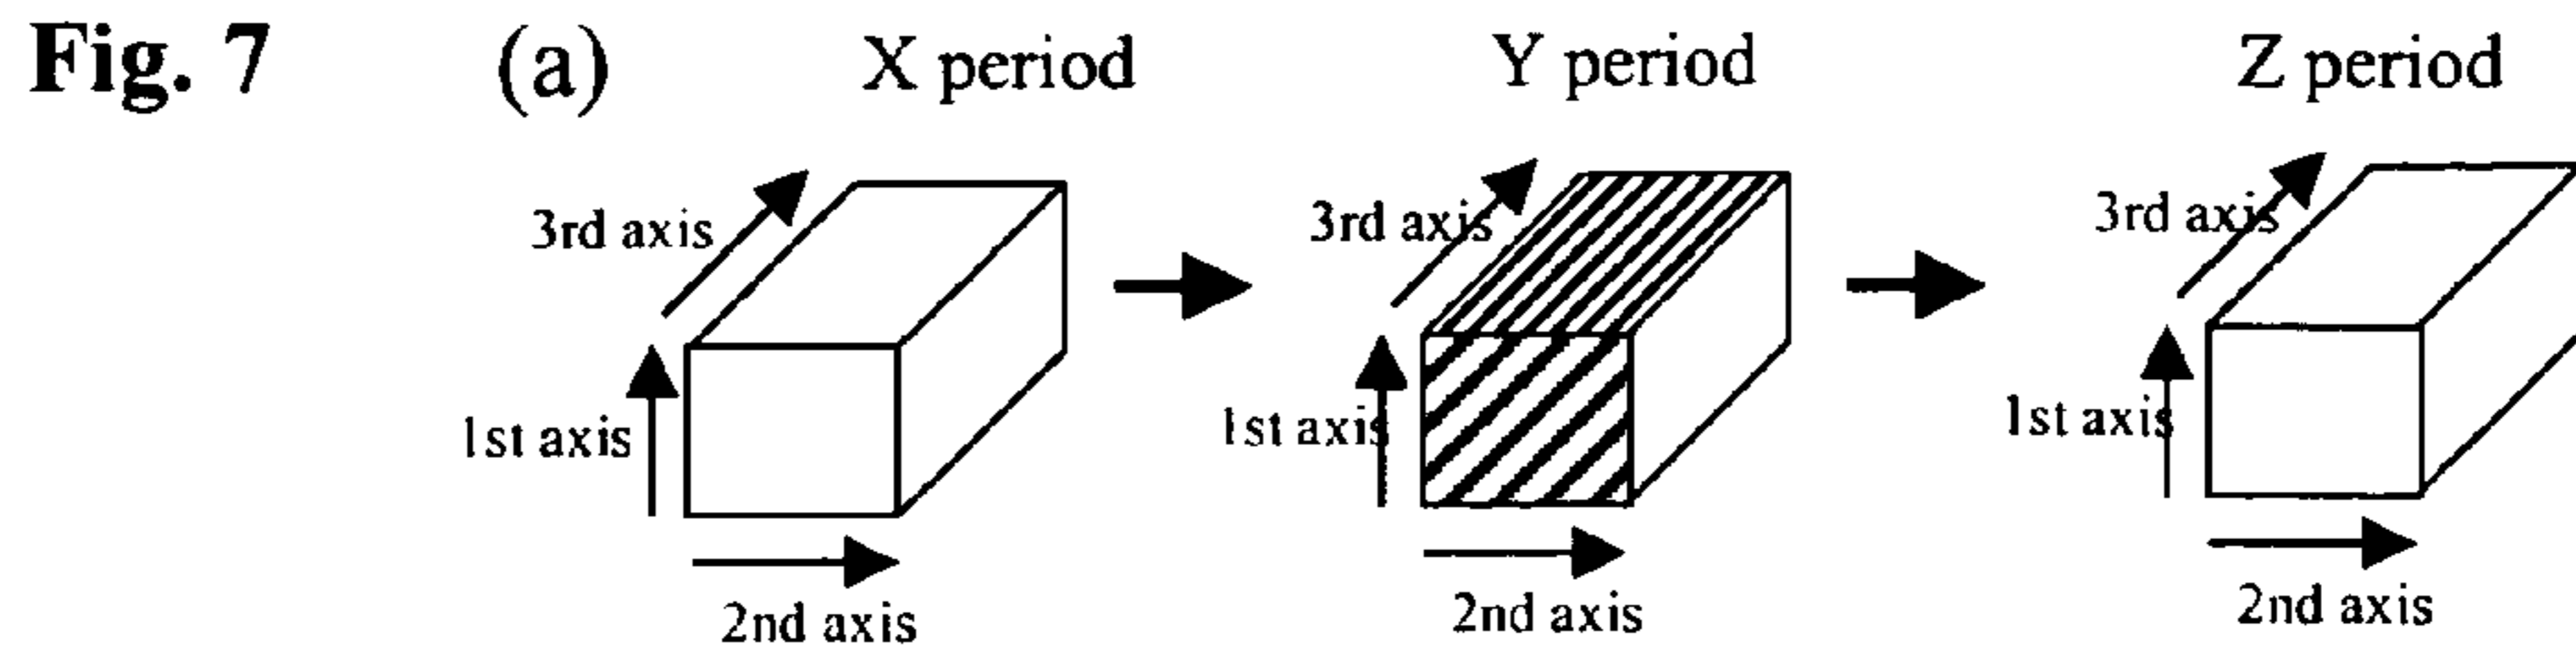 Fig. 7 (a) X period Y period Z period
3rd axis 3rd axis 3rd axis
1st axis 1st axis 1st axis
2nd axis 2nd axis 2nd axis